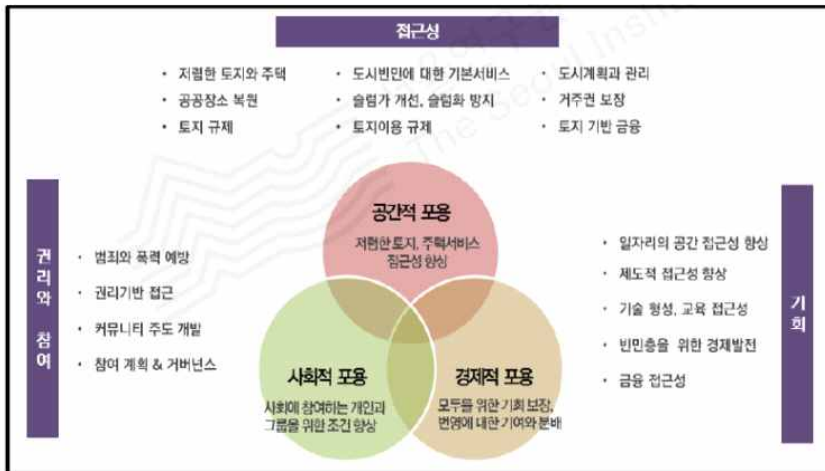 접근성
• 저렴한 토지와 주택
• 공공장소 복원
• 토지 규제
• 도시빈민에 대한 기본서비스
• 슬럼가 개선, 슬럼화 방지
• 토지이용 규제
• 도시계획과 관리
• 거주권 보장
• 토지 기반 금융
권리와 참여
• 범죄와 폭력 예방
• 권리기반 접근
• 커뮤니티 주도 개발
• 참여 계획 & 거버넌스
공간적 포용
저렴한 토지, 주택서비스
접근성 향상
사회적 포용
사회에 참여하는 개인과
그룹을 위한 조건 향상
경제적 포용
모두를 위한 기회 보장,
번영에 대한 기여와 분배
• 일자리의 공간 접근성 향상
• 제도적 접근성 향상
• 기술 형성, 교육 접근성
• 빈민층을 위한 경제발전
• 금융 접근성
기회
The Seoul Insti